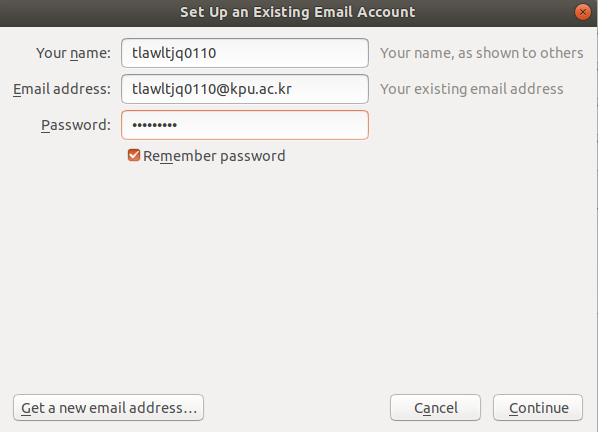 Set Up an Existing Email Account
Your name: tlawltjq0110 Your name, as shown to others
Email address: tlawltjq0110@kpu.ac.kr Your existing email address
Password: •••••••••
Remember password
Get a new email address... Cancel Continue